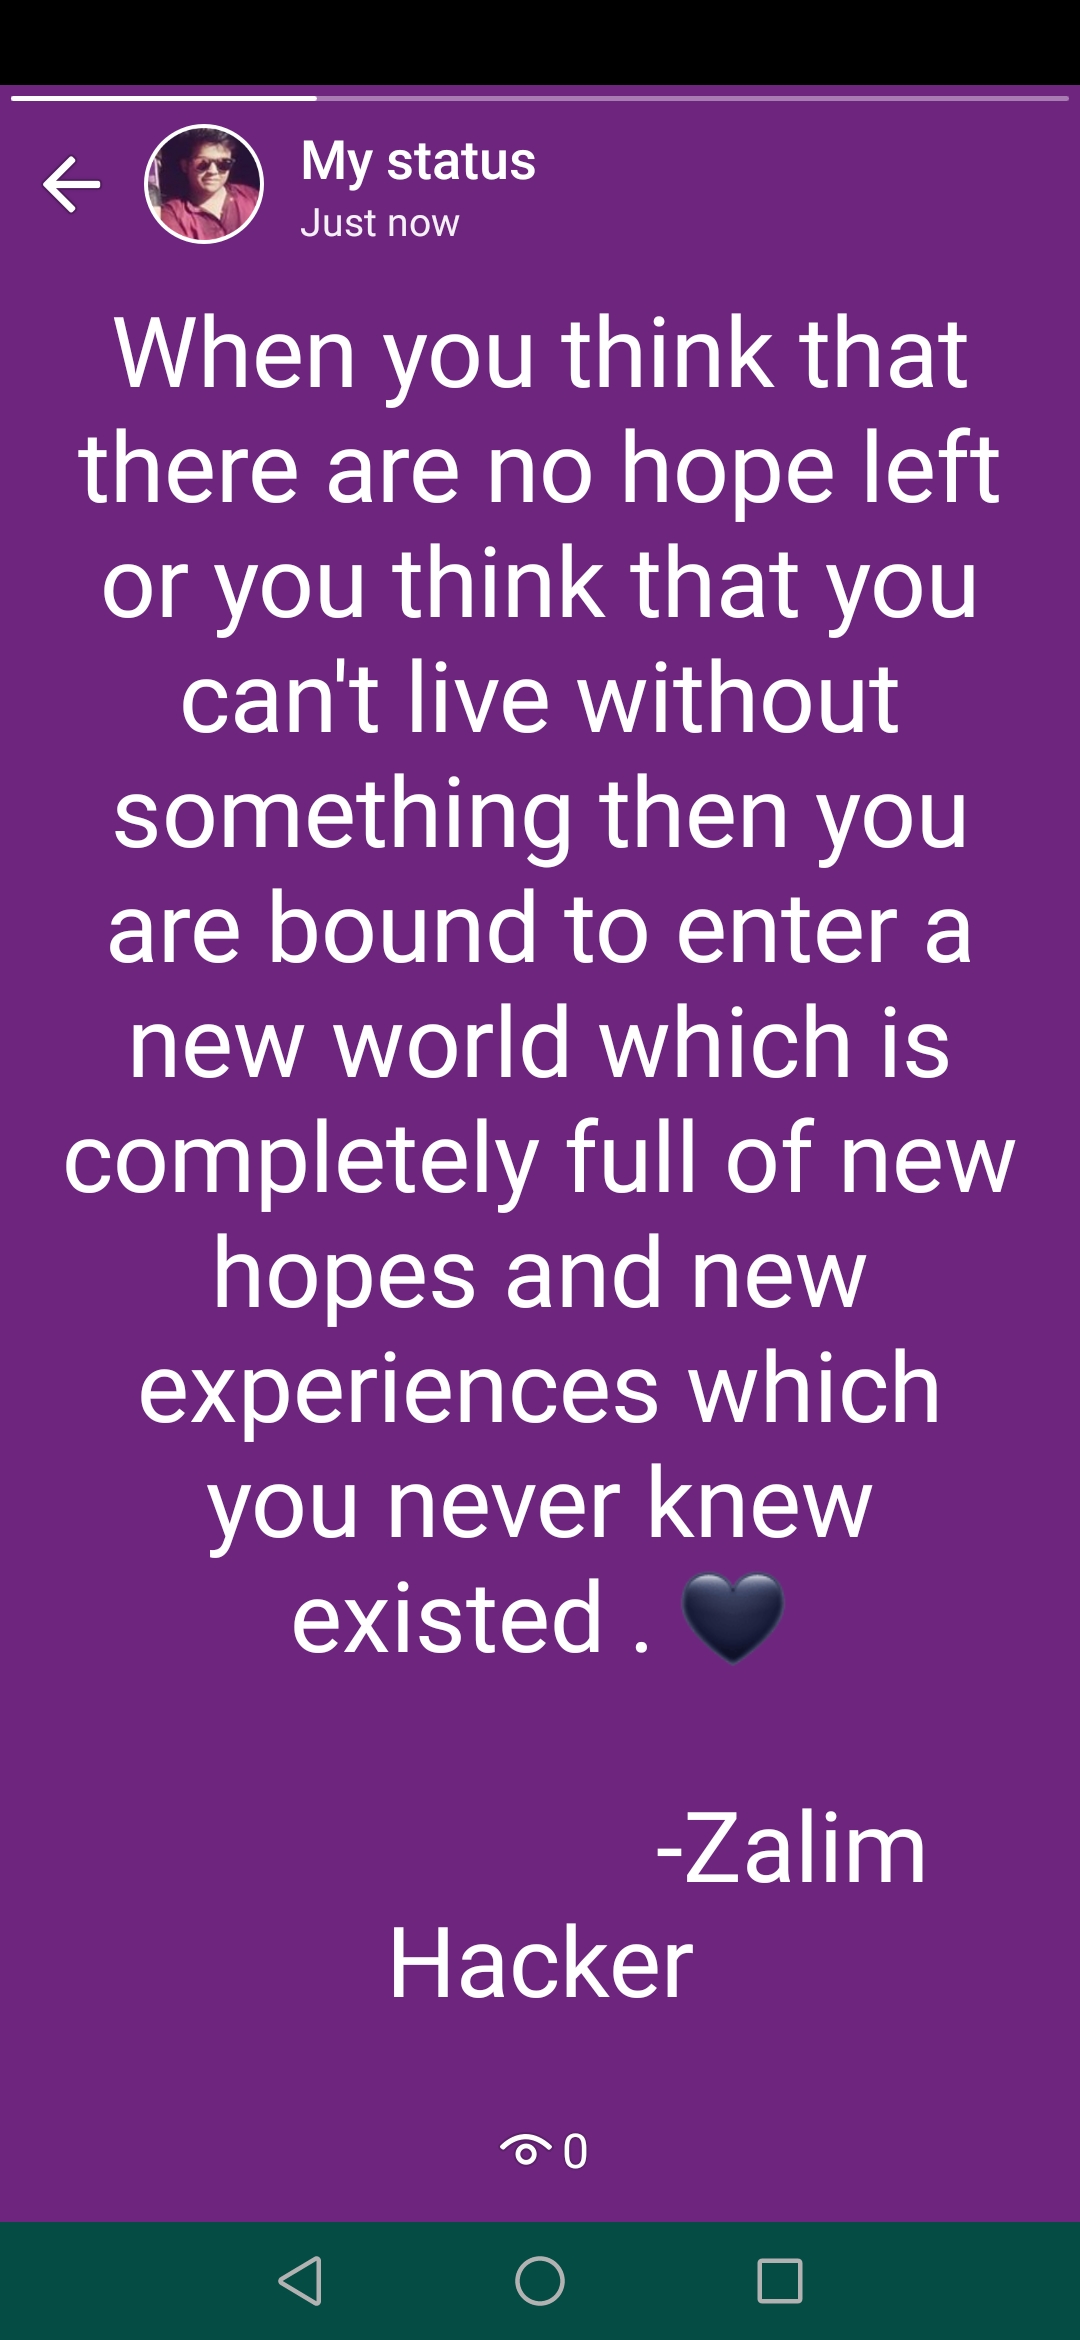 My status
Just now
When you think that
there are no hope left
or you think that you
can't live without
something then you
are bound to enter a
new world which is
completely full of new
hopes and new
experiences which
you never knew
existed . 🖤
-Zalim
Hacker
0